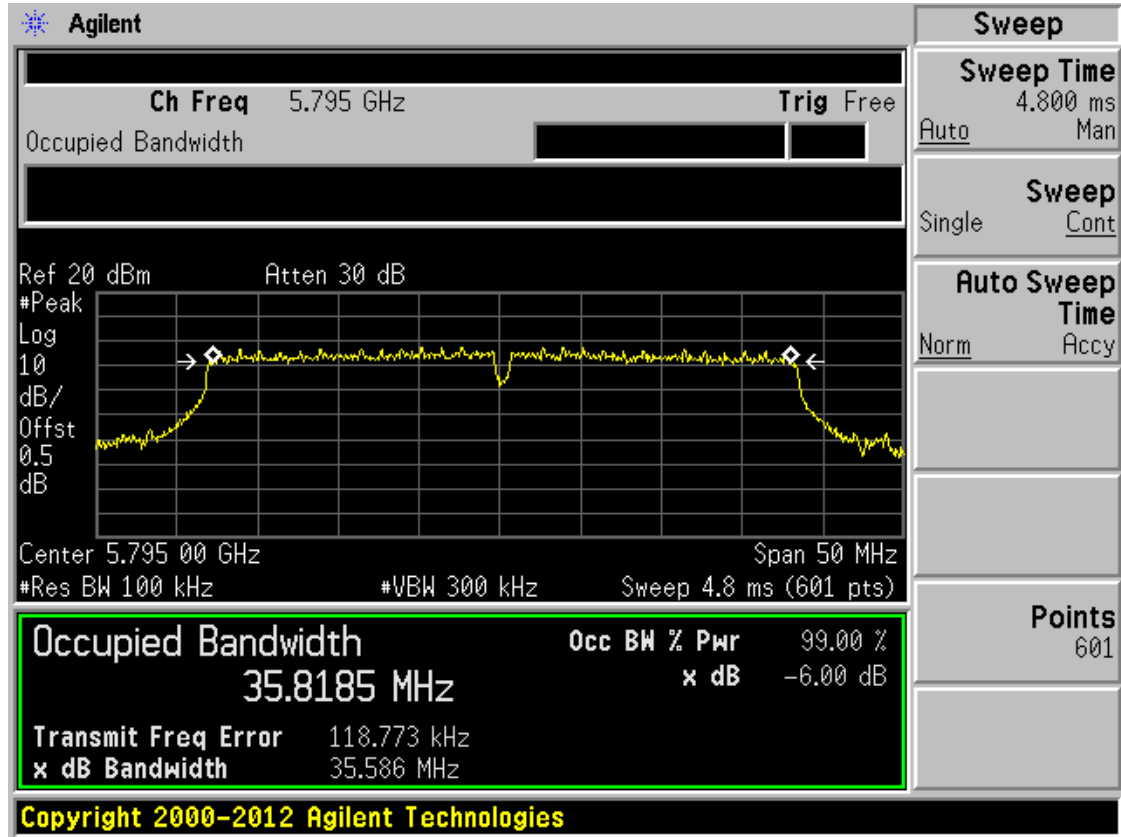 Agilent
Sweep
Ch Freq 5.795 GHz Trig Free
Occupied Bandwidth
Ref 20 dBm Atten 30 dB
#Peak
Log
10
dB/
Offst
0.5
dB
Center 5.795 00 GHz Span 50 MHz
#Res BW 100 kHz #VBW 300 kHz Sweep 4.8 ms (601 pts)
Occupied Bandwidth
35.8185 MHz
Occ BW % Pwr 99.00 %
x dB -6.00 dB
Transmit Freq Error 118.773 kHz
x dB Bandwidth 35.586 MHz
Sweep Time
4.800 ms
Auto Man
Sweep
Single Cont
Auto Sweep
Time
Norm Accy
Points
601
Copyright 2000-2012 Agilent Technologies